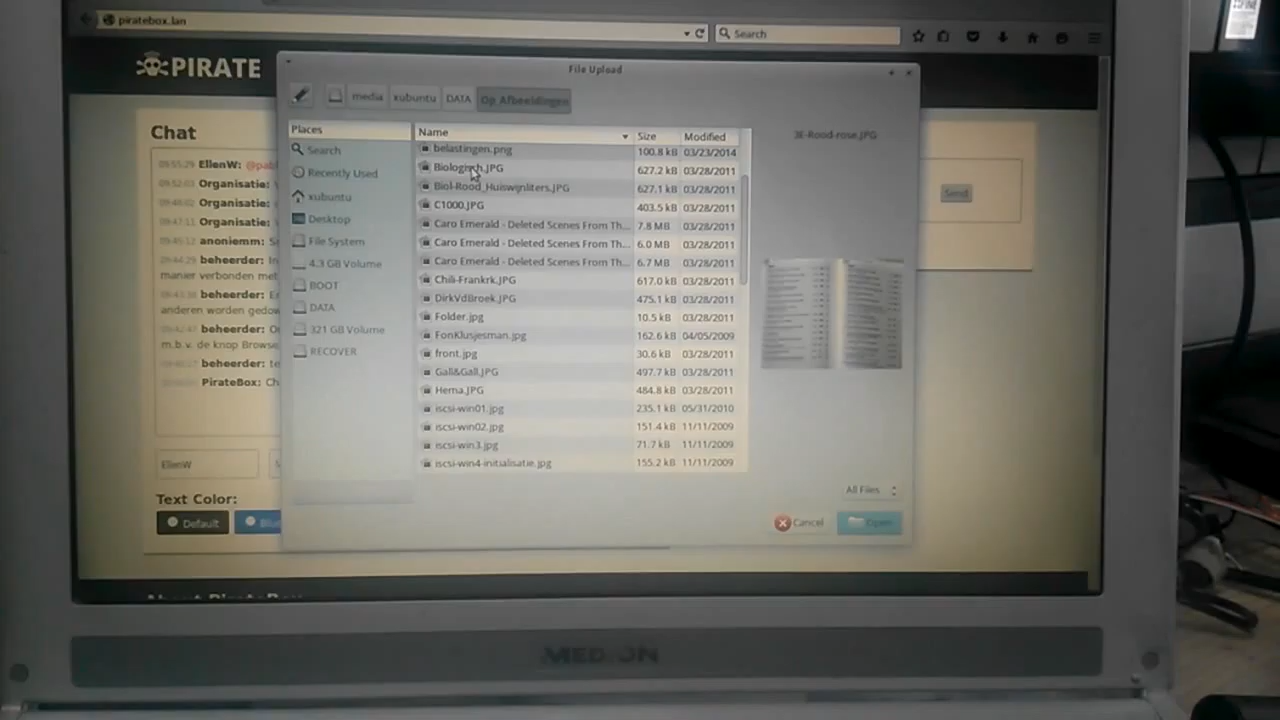 piratebox.lan
Search
PIRATE
File Upload
media xubuntu DATA Op Afbeeldingen
Places
Search
Recently Used
xubuntu
Desktop
File System
4.3 GB Volume
BOOT
DATA
321 GB Volume
RECOVER
Name Size Modified
belastingen.png 100.8 kB 03/23/2014
Biologisch.JPG 627.2 kB 03/28/2011
Biol-Rood_Huiswijnliters.JPG 627.1 kB 03/28/2011
C1000.JPG 403.5 kB 03/28/2011
Caro Emerald - Deleted Scenes From Th... 7.8 MB 03/28/2011
Caro Emerald - Deleted Scenes From Th... 6.0 MB 03/28/2011
Caro Emerald - Deleted Scenes From Th... 6.7 MB 03/28/2011
Chili-Frankrk.JPG 617.0 kB 03/28/2011
DirkVdBroek.JPG 475.1 kB 03/28/2011
Folder.jpg 10.5 kB 03/28/2011
FonKlusjesman.jpg 162.6 kB 04/05/2009
front.jpg 30.6 kB 03/28/2011
Gall&Gall.JPG 497.7 kB 03/28/2011
Hema.JPG 484.8 kB 03/28/2011
iscsi-win01.jpg 235.1 kB 05/31/2010
iscsi-win02.jpg 151.4 kB 11/11/2009
iscsi-win3.jpg 71.7 kB 11/11/2009
iscsi-win4-initialisatie.jpg 155.2 kB 11/11/2009
3E-Rood-rose.JPG
All Files
Cancel Open
Chat
EllenW:
Organisatie:
Organisatie:
Organisatie:
anoniemm:
beheerder:
manier verbonden met
beheerder:
anderen worden gedow
beheerder:
m.b.v. de knop Browse
beheerder: te
PirateBox: Ch
Send
EllenW
Text Color:
Default Blu
MEDION